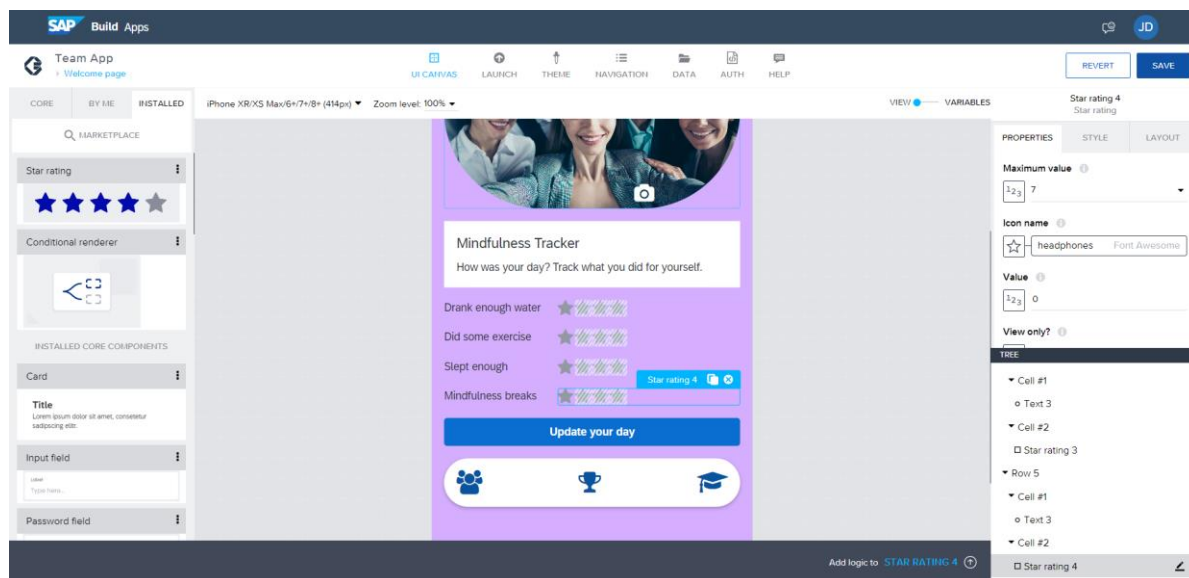 SAP Build Apps
JD
Team App
Welcome page
UI CANVAS LAUNCH THEME NAVIGATION DATA AUTH HELP
REVERT SAVE
CORE BY ME INSTALLED
iPhone XR/XS Max/6+/7+/8+ (414px) Zoom level: 100%
VIEW VARIABLES
Star rating 4
Star rating
MARKETPLACE
Star rating
Conditional renderer
INSTALLED CORE COMPONENTS
Card
Title
Lorem ipsum dolor sit amet, consetetur
sadipscing elitr.
Input field
Label
Type here...
Password field
Mindfulness Tracker
How was your day? Track what you did for yourself.
Drank enough water
Did some exercise
Slept enough
Star rating 4
Mindfulness breaks
Update your day
PROPERTIES STYLE LAYOUT
Maximum value
123 7
Icon name
headphones Font Awesome
Value
123 0
View only?
TREE
Cell #1
Text 3
Cell #2
Star rating 3
Row 5
Cell #1
Text 3
Cell #2
Star rating 4
Add logic to STAR RATING 4